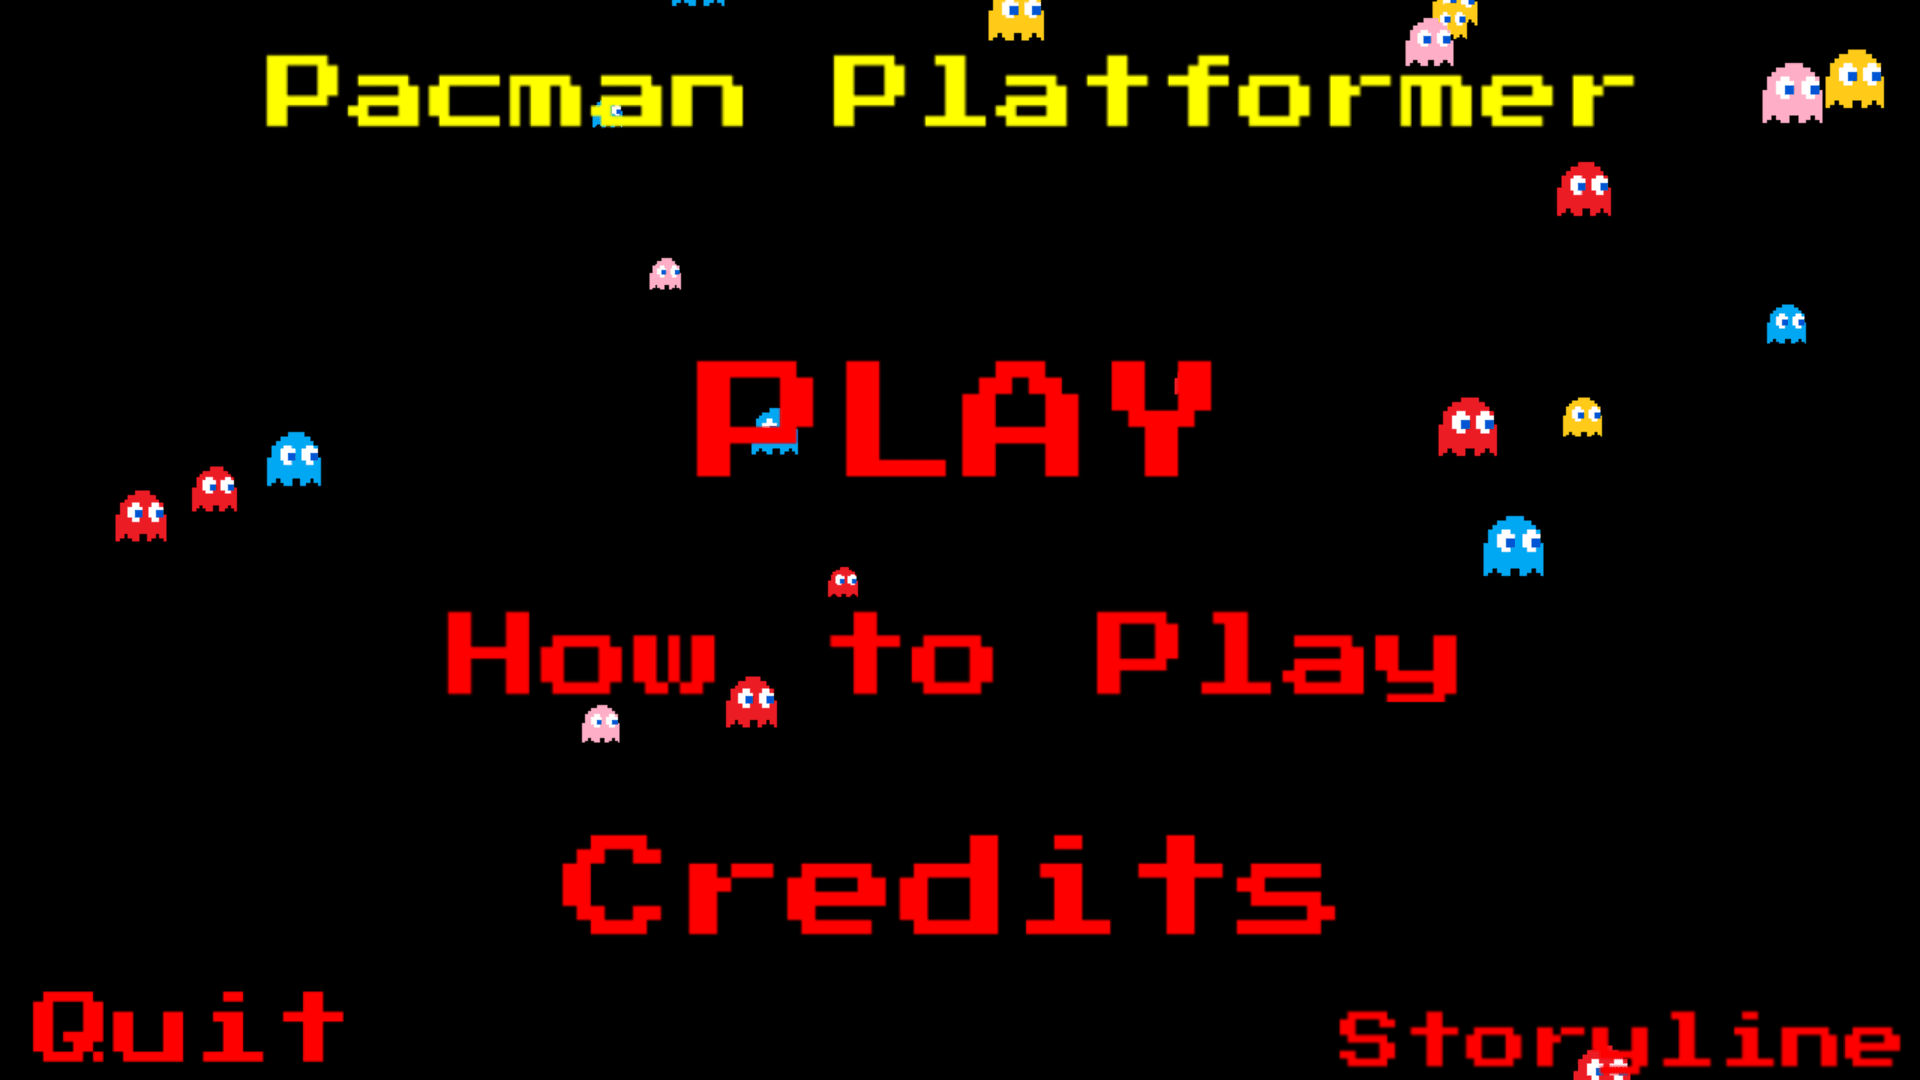 Pacman Platformer
PLAY
How to Play
Credits
Quit
Storyline